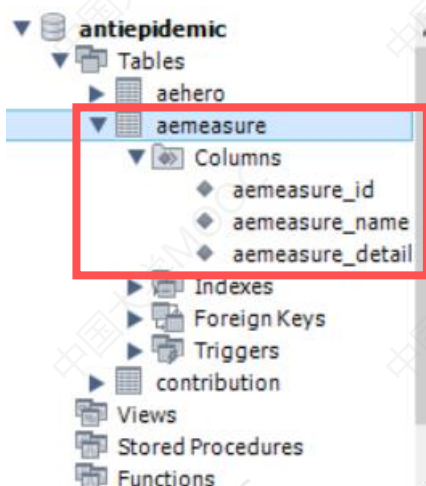 antiepidemic
Tables
aehero
aemeasure
Columns
aemeasure_id
aemeasure_name
aemeasure_detail
Indexes
Foreign Keys
Triggers
contribution
Views
Stored Procedures
Functions